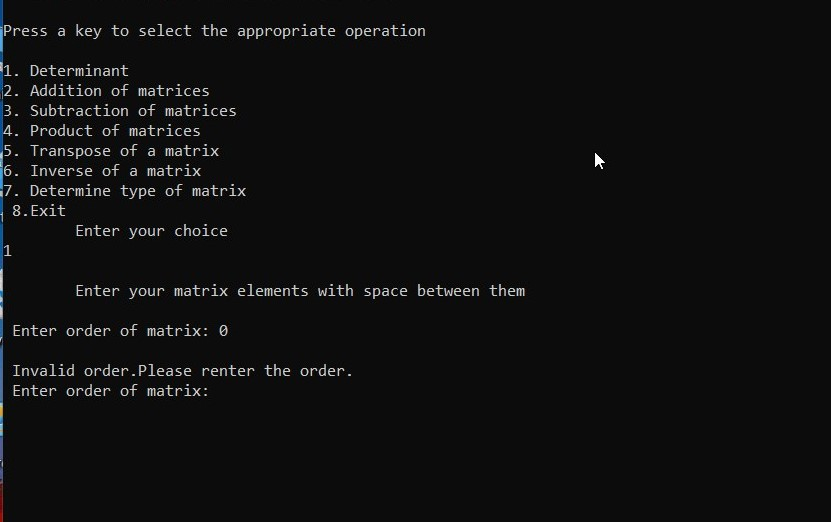 Press a key to select the appropriate operation
1. Determinant
2. Addition of matrices
3. Subtraction of matrices
4. Product of matrices
5. Transpose of a matrix
6. Inverse of a matrix
7. Determine type of matrix
8.Exit
Enter your choice
1
Enter your matrix elements with space between them
Enter order of matrix: 0
Invalid order.Please renter the order.
Enter order of matrix: